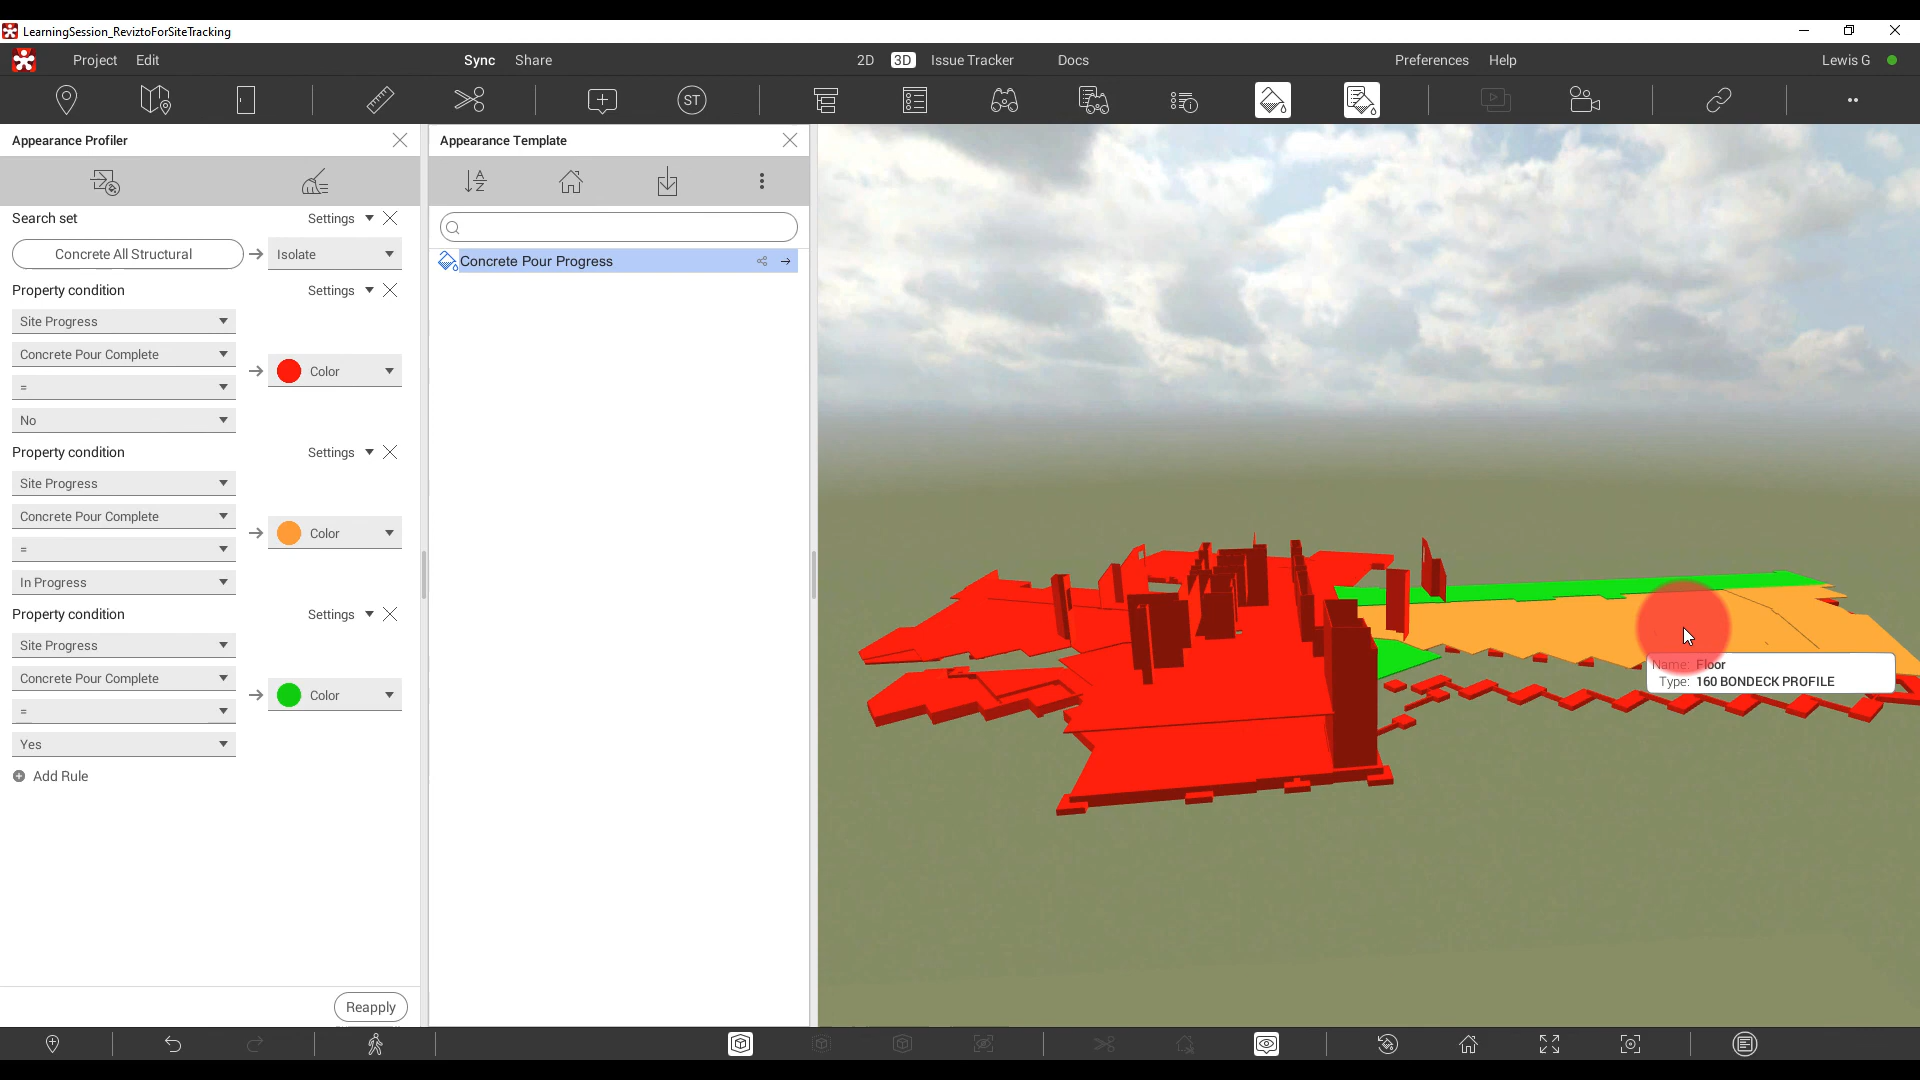 LearningSession_ReviztoForSiteTracking
Project Edit Sync Share 2D 3D Issue Tracker Docs Preferences Help Lewis G
ST
Appearance Profiler
Search set Settings
Concrete All Structural Isolate
Property condition Settings
Site Progress
Concrete Pour Complete
Color
=
No
Property condition Settings
Site Progress
Concrete Pour Complete
Color
=
In Progress
Property condition Settings
Site Progress
Concrete Pour Complete
Color
=
Yes
Add Rule
Reapply
Appearance Template
A
Z
Concrete Pour Progress
Name: Floor
Type: 160 BONDECK PROFILE